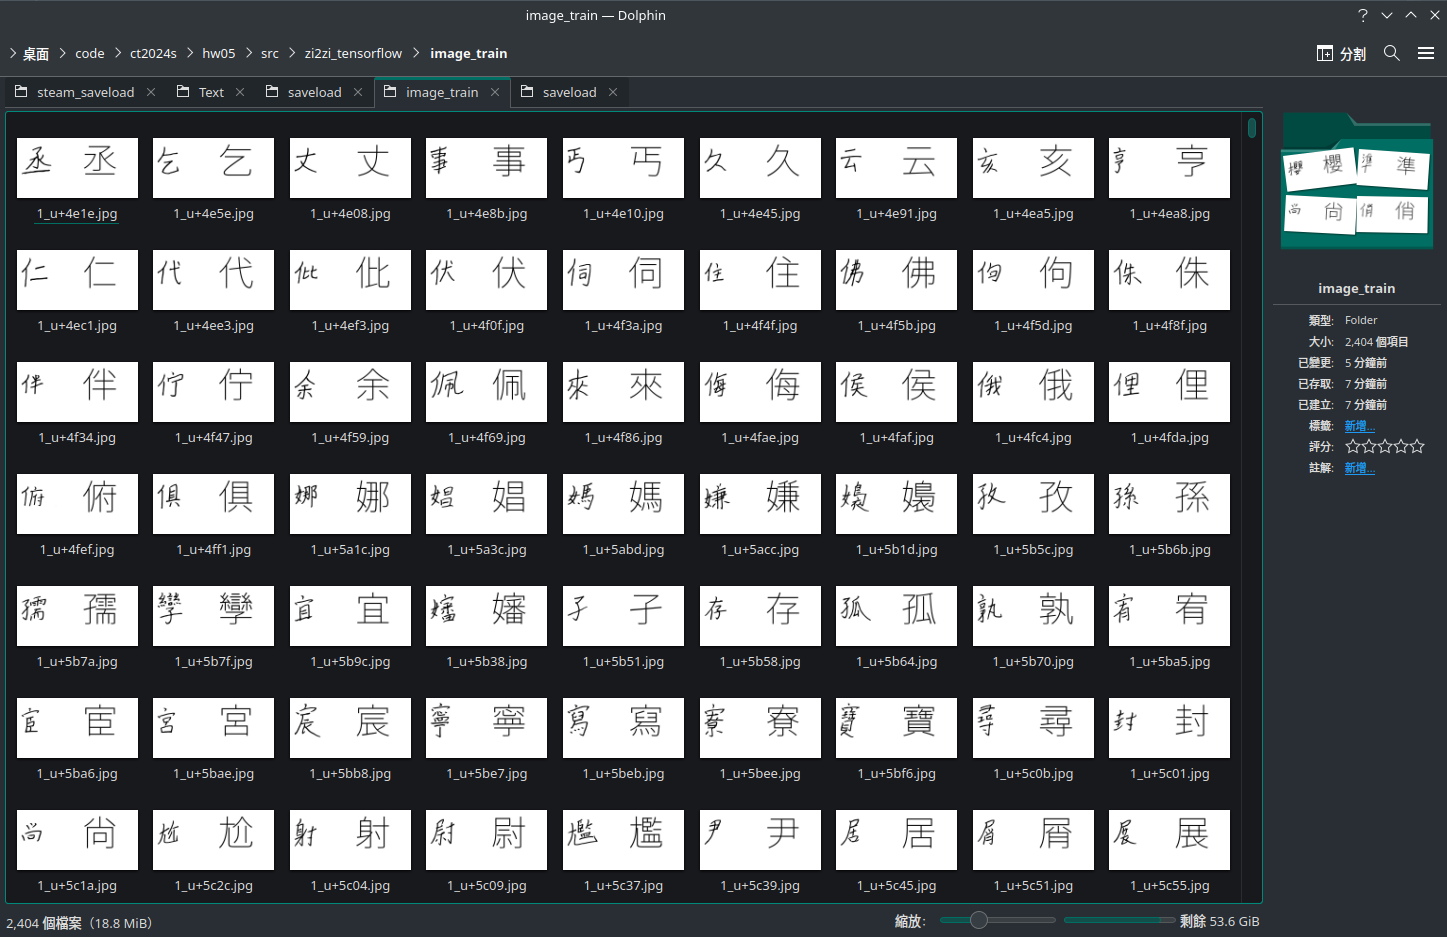 image_train — Dolphin
桌面 code ct2024s hw05 src zi2zi_tensorflow image_train
分割
steam_saveload Text saveload image_train saveload
丞 丞 乞 乞 丈 丈 事 事 丐 丐 久 久 云 云 亥 亥 亨 亨
1_u+4e1e.jpg 1_u+4e5e.jpg 1_u+4e08.jpg 1_u+4e8b.jpg 1_u+4e10.jpg 1_u+4e45.jpg 1_u+4e91.jpg 1_u+4ea5.jpg 1_u+4ea8.jpg
仁 仁 代 代 仳 仳 伏 伏 伺 伺 住 住 佛 佛 佝 佝 侏 侏
1_u+4ec1.jpg 1_u+4ee3.jpg 1_u+4ef3.jpg 1_u+4f0f.jpg 1_u+4f3a.jpg 1_u+4f4f.jpg 1_u+4f5b.jpg 1_u+4f5d.jpg 1_u+4f8f.jpg
伴 伴 佇 佇 余 余 佩 佩 來 來 侮 侮 侯 侯 俄 俄 俚 俚
1_u+4f34.jpg 1_u+4f47.jpg 1_u+4f59.jpg 1_u+4f69.jpg 1_u+4f86.jpg 1_u+4fae.jpg 1_u+4faf.jpg 1_u+4fc4.jpg 1_u+4fda.jpg
俯 俯 俱 俱 娜 娜 娼 娼 媽 媽 嫌 嫌 嬝 嬝 孜 孜 孫 孫
1_u+4fef.jpg 1_u+4ff1.jpg 1_u+5a1c.jpg 1_u+5a3c.jpg 1_u+5abd.jpg 1_u+5acc.jpg 1_u+5b1d.jpg 1_u+5b5c.jpg 1_u+5b6b.jpg
孺 孺 孿 孿 宜 宜 嬸 嬸 孑 孑 存 存 孤 孤 孰 孰 宥 宥
1_u+5b7a.jpg 1_u+5b7f.jpg 1_u+5b9c.jpg 1_u+5b38.jpg 1_u+5b51.jpg 1_u+5b58.jpg 1_u+5b64.jpg 1_u+5b70.jpg 1_u+5ba5.jpg
宦 宦 宮 宮 宸 宸 寧 寧 寫 寫 寮 寮 寶 寶 尋 尋 封 封
1_u+5ba6.jpg 1_u+5bae.jpg 1_u+5bb8.jpg 1_u+5be7.jpg 1_u+5beb.jpg 1_u+5bee.jpg 1_u+5bf6.jpg 1_u+5c0b.jpg 1_u+5c01.jpg
尚 尚 尬 尬 射 射 尉 尉 尷 尷 尹 尹 居 居 屑 屑 展 展
1_u+5c1a.jpg 1_u+5c2c.jpg 1_u+5c04.jpg 1_u+5c09.jpg 1_u+5c37.jpg 1_u+5c39.jpg 1_u+5c45.jpg 1_u+5c51.jpg 1_u+5c55.jpg
櫻 櫻 準 準
尚 尚 俏 俏
image_train
類型: Folder
大小: 2,404 個項目
已變更: 5 分鐘前
已存取: 7 分鐘前
已建立: 7 分鐘前
標籤: 新增...
評分:
註解: 新增...
2,404 個檔案（18.8 MiB）
縮放：
剩餘 53.6 GiB